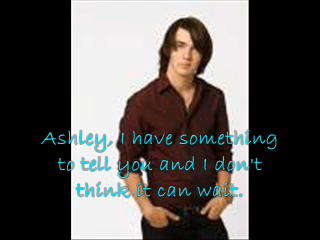 Ashley, I have something
to tell you and I don't
think it can wait.